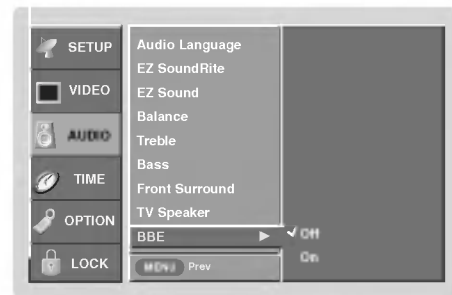 SETUP
VIDEO
AUDIO
TIME
OPTION
LOCK
Audio Language
EZ SoundRite
EZ Sound
Balance
Treble
Bass
Front Surround
TV Speaker
BBE
MENU Prev
Off
On